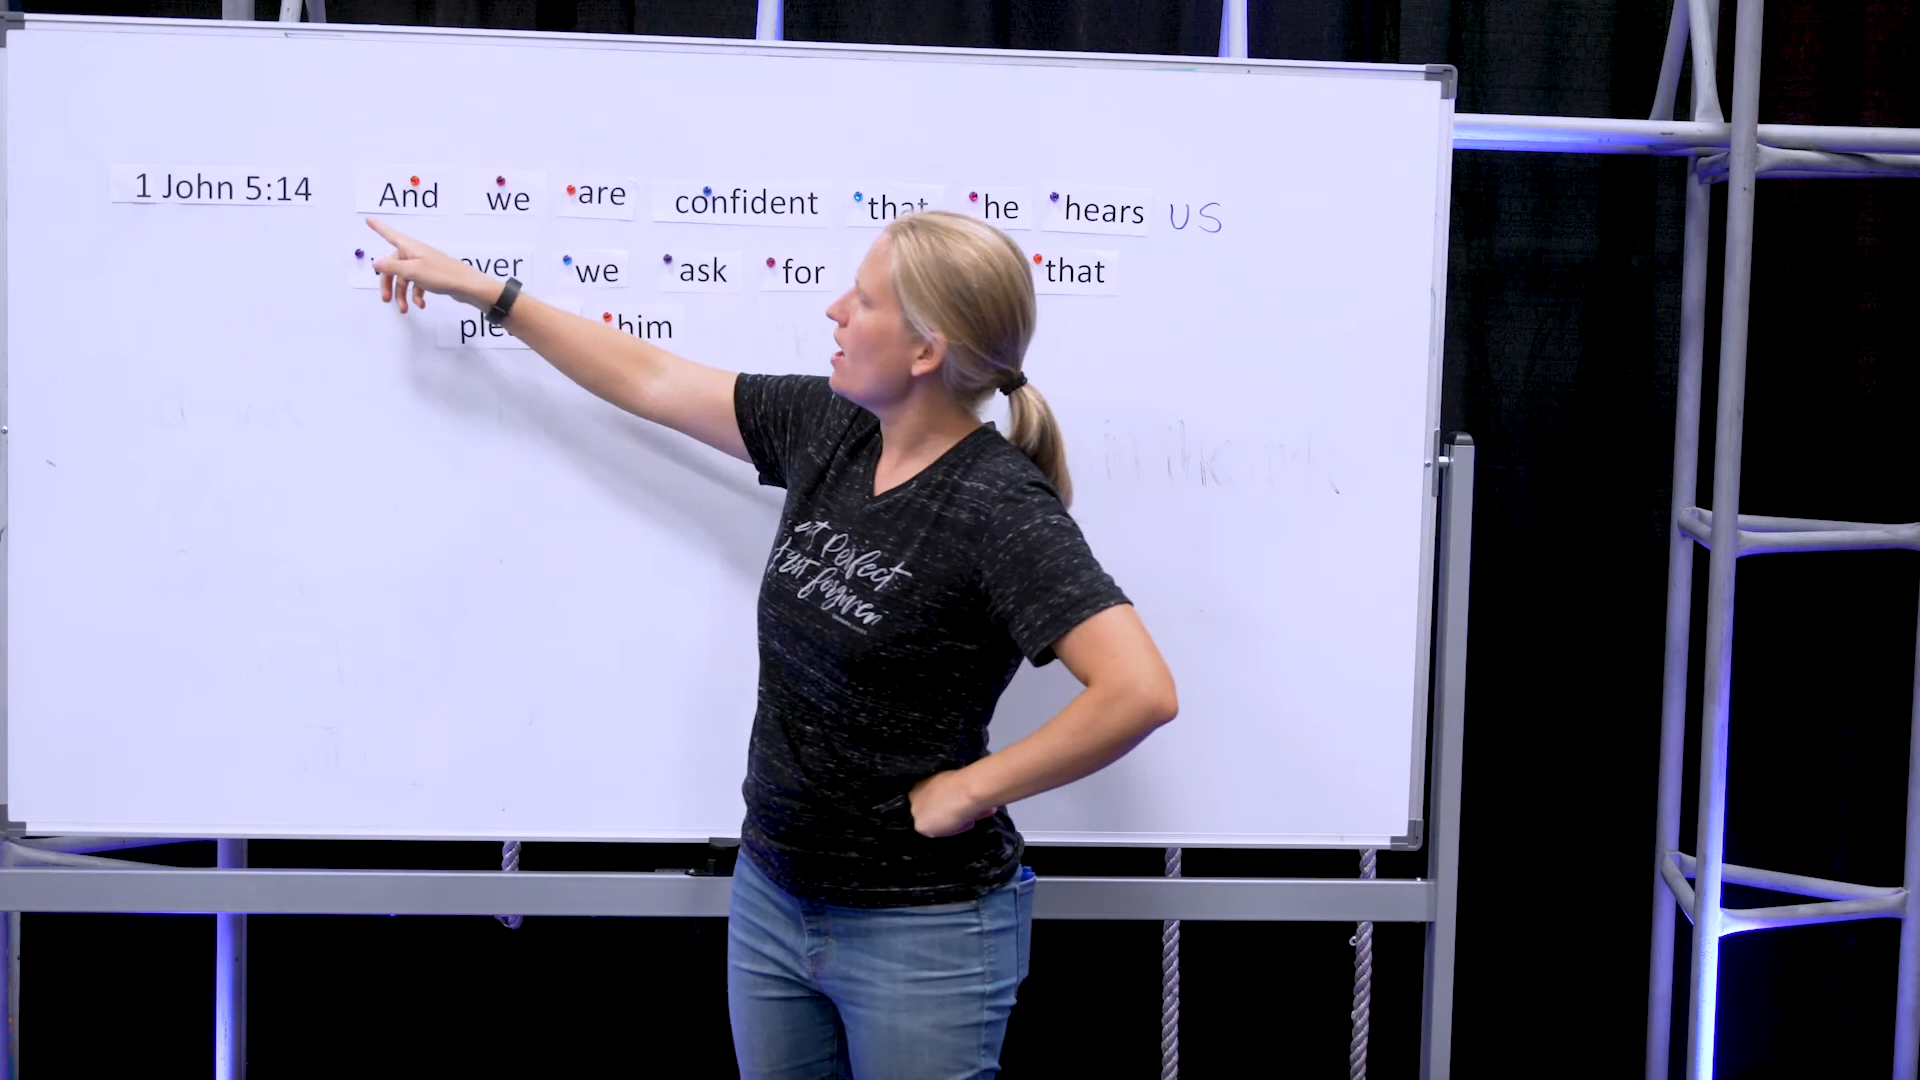 1 John 5:14 And we are confident that he hears us
we ask for that
him
Perfect
Just forgiven